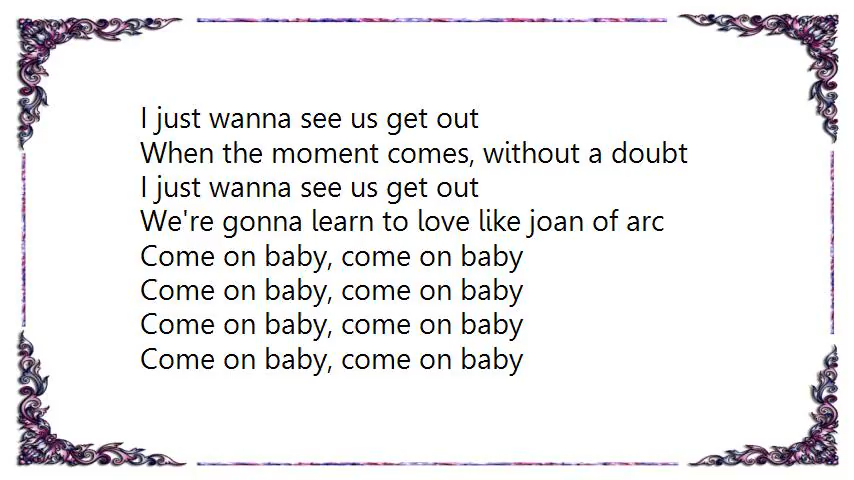 I just wanna see us get out
When the moment comes, without a doubt
I just wanna see us get out
We're gonna learn to love like joan of arc
Come on baby, come on baby
Come on baby, come on baby
Come on baby, come on baby
Come on baby, come on baby